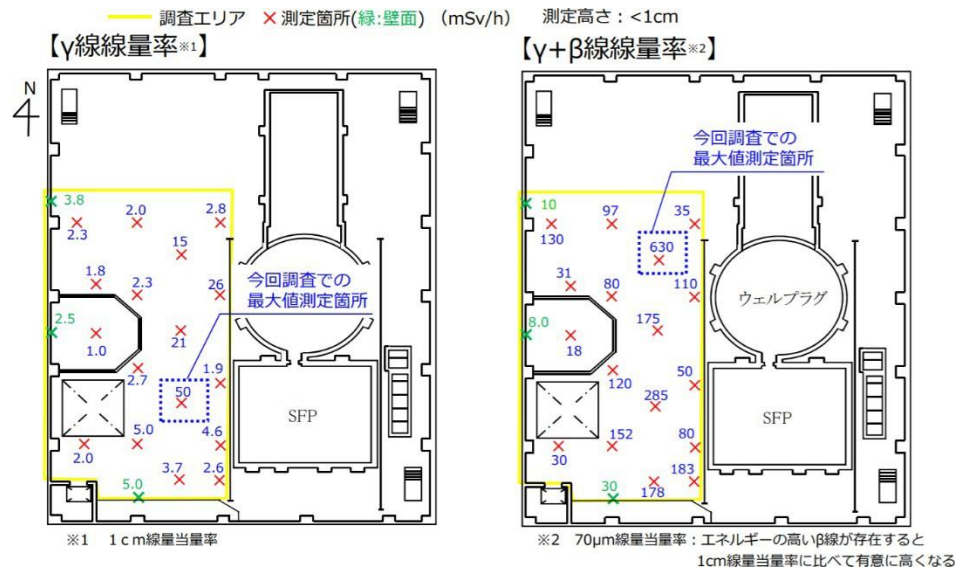 調査エリア × 測定箇所(緑:壁面) (mSv/h) 測定高さ:<1cm
【γ線線量率※1】
N
3.8
2.3
2.0
2.8
15
1.8
2.3
26
今回調査での
最大値測定箇所
2.5
1.0
21
2.7
1.9
50
SFP
2.0
5.0
4.6
3.7
2.6
5.0
※1 1cm線量当量率
【γ+β線線量率※2】
今回調査での
最大値測定箇所
10
130
97
35
630
31
80
110
ウェルプラグ
8.0
18
175
120
50
285
SFP
30
152
80
183
30
178
※2 70μm線量当量率:エネルギーの高いβ線が存在すると
1cm線量当量率に比べて有意に高くなる